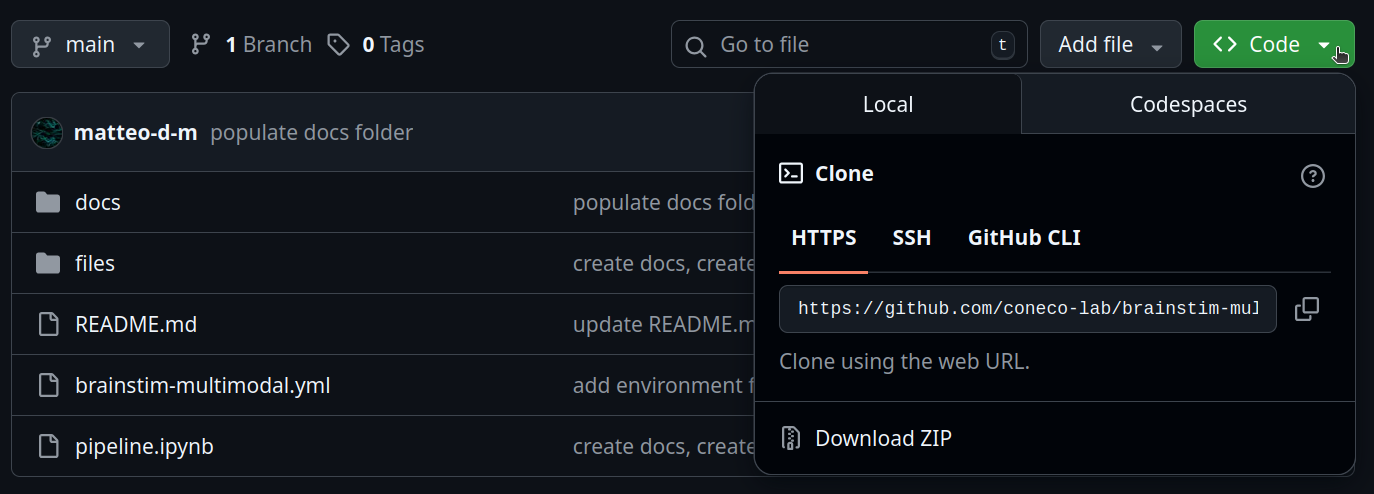 main 1 Branch 0 Tags Go to file t Add file <> Code
Local Codespaces
matteo-d-m populate docs folder
Clone
docs populate docs fold
HTTPS SSH GitHub CLI
files create docs, create
https://github.com/coneco-lab/brainstim-mul
README.md update README.m
Clone using the web URL.
brainstim-multimodal.yml add environment f
Download ZIP
pipeline.ipynb create docs, create